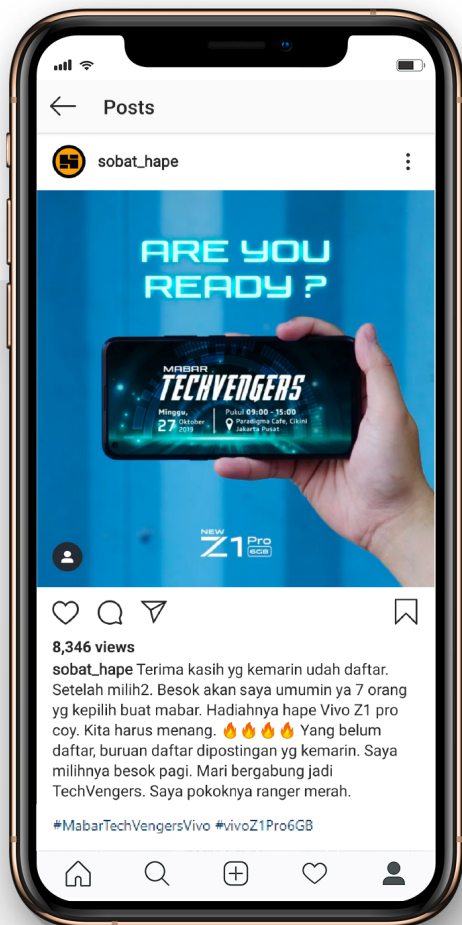 Posts
sobat_hape
ARE YOU
READY ?
MABAR
TECHVENGERS
Minggu,
27 Oktober
2019
Pukul 09:00 - 15:00
Paradigma Cafe, Cikini
Jakarta Pusat
NEW
Z1 Pro
6GB
8,346 views
sobat_hape Terima kasih yg kemarin udah daftar.
Setelah milih2. Besok akan saya umumin ya 7 orang
yg kepilih buat mabar. Hadiahnya hape Vivo Z1 pro
coy. Kita harus menang. 🔥🔥🔥🔥 Yang belum
daftar, buruan daftar dipostingan yg kemarin. Saya
milihnya besok pagi. Mari bergabung jadi
TechVengers. Saya pokoknya ranger merah.
#MabarTechVengersVivo #vivoZ1Pro6GB